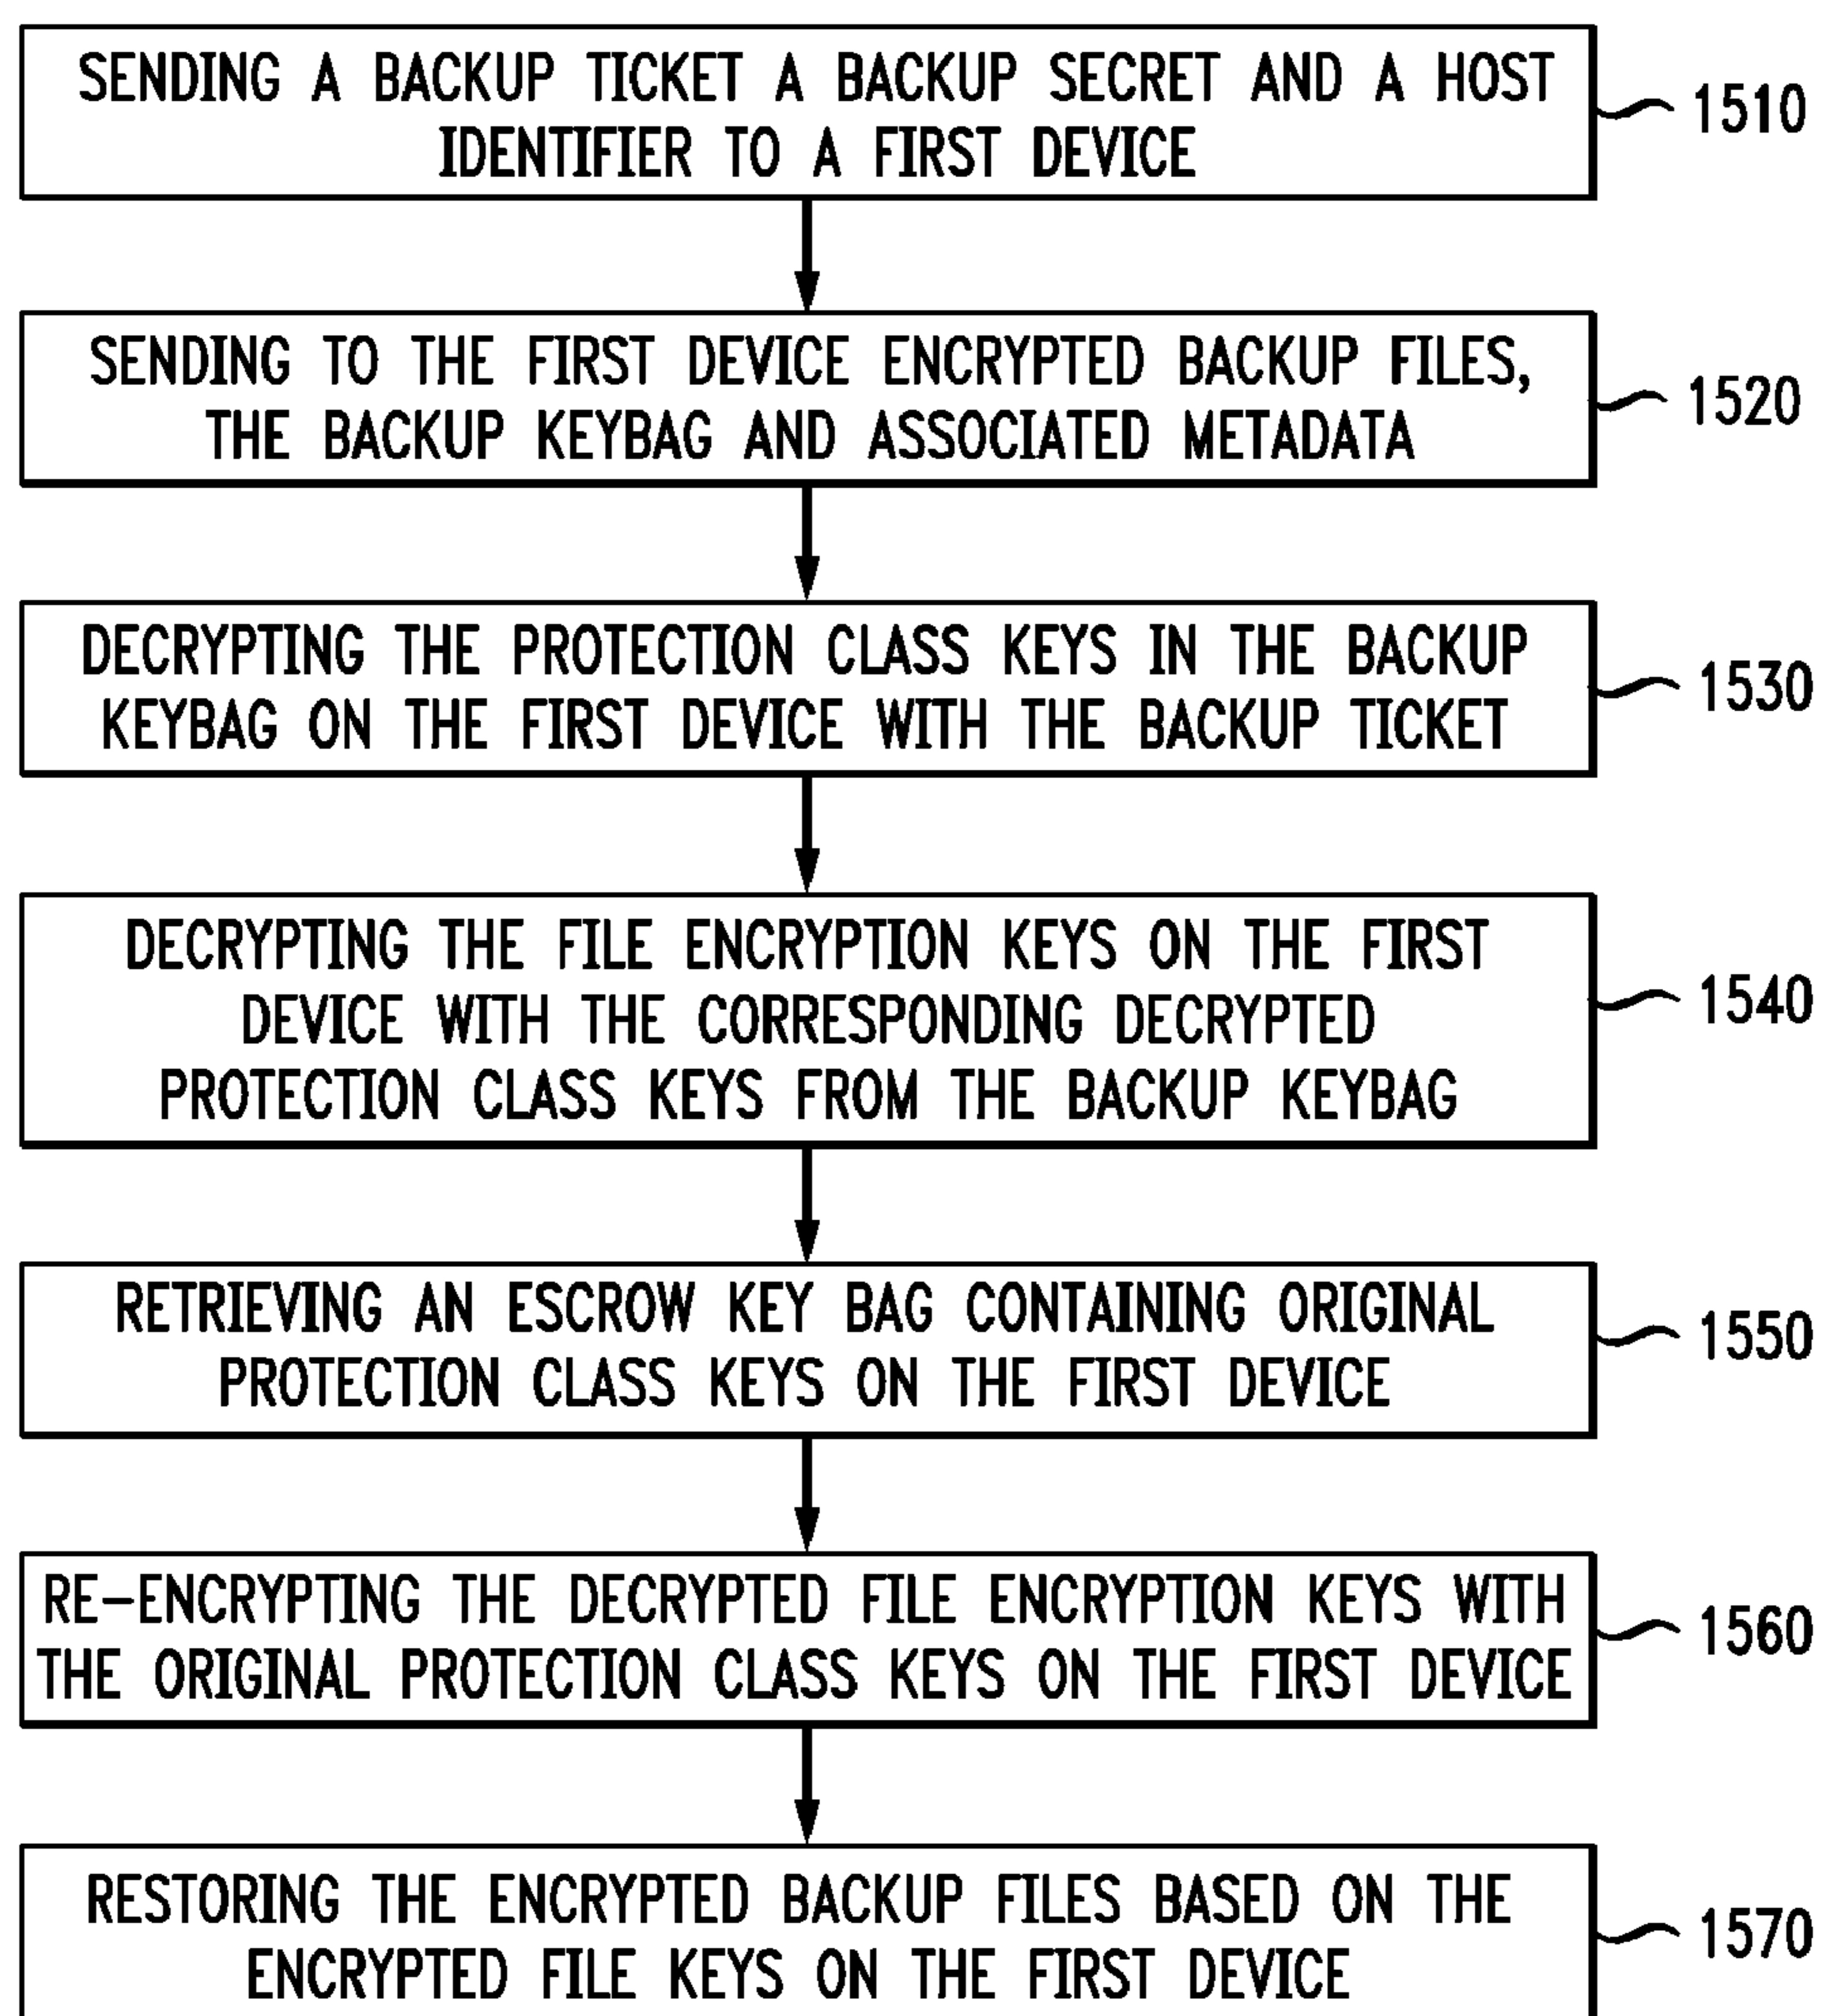 SENDING A BACKUP TICKET A BACKUP SECRET AND A HOST
IDENTIFIER TO A FIRST DEVICE
1510
SENDING TO THE FIRST DEVICE ENCRYPTED BACKUP FILES,
THE BACKUP KEYBAG AND ASSOCIATED METADATA
1520
DECRYPTING THE PROTECTION CLASS KEYS IN THE BACKUP
KEYBAG ON THE FIRST DEVICE WITH THE BACKUP TICKET
1530
DECRYPTING THE FILE ENCRYPTION KEYS ON THE FIRST
DEVICE WITH THE CORRESPONDING DECRYPTED
PROTECTION CLASS KEYS FROM THE BACKUP KEYBAG
1540
RETRIEVING AN ESCROW KEY BAG CONTAINING ORIGINAL
PROTECTION CLASS KEYS ON THE FIRST DEVICE
1550
RE-ENCRYPTING THE DECRYPTED FILE ENCRYPTION KEYS WITH
THE ORIGINAL PROTECTION CLASS KEYS ON THE FIRST DEVICE
1560
RESTORING THE ENCRYPTED BACKUP FILES BASED ON THE
ENCRYPTED FILE KEYS ON THE FIRST DEVICE
1570